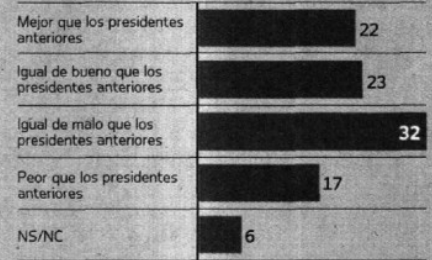 Mejor que los presidentes
anteriores
22
Igual de bueno que los
presidentes anteriores
23
Igual de malo que los
presidentes anteriores
32
Peor que los presidentes
anteriores
17
NS/NC
6